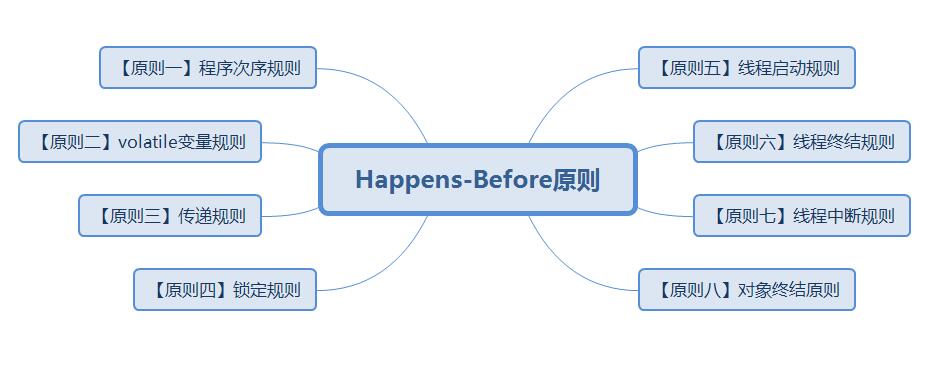 【原则一】程序次序规则
【原则二】volatile变量规则
【原则三】传递规则
【原则四】锁定规则
Happens-Before原则
【原则五】线程启动规则
【原则六】线程终结规则
【原则七】线程中断规则
【原则八】对象终结原则